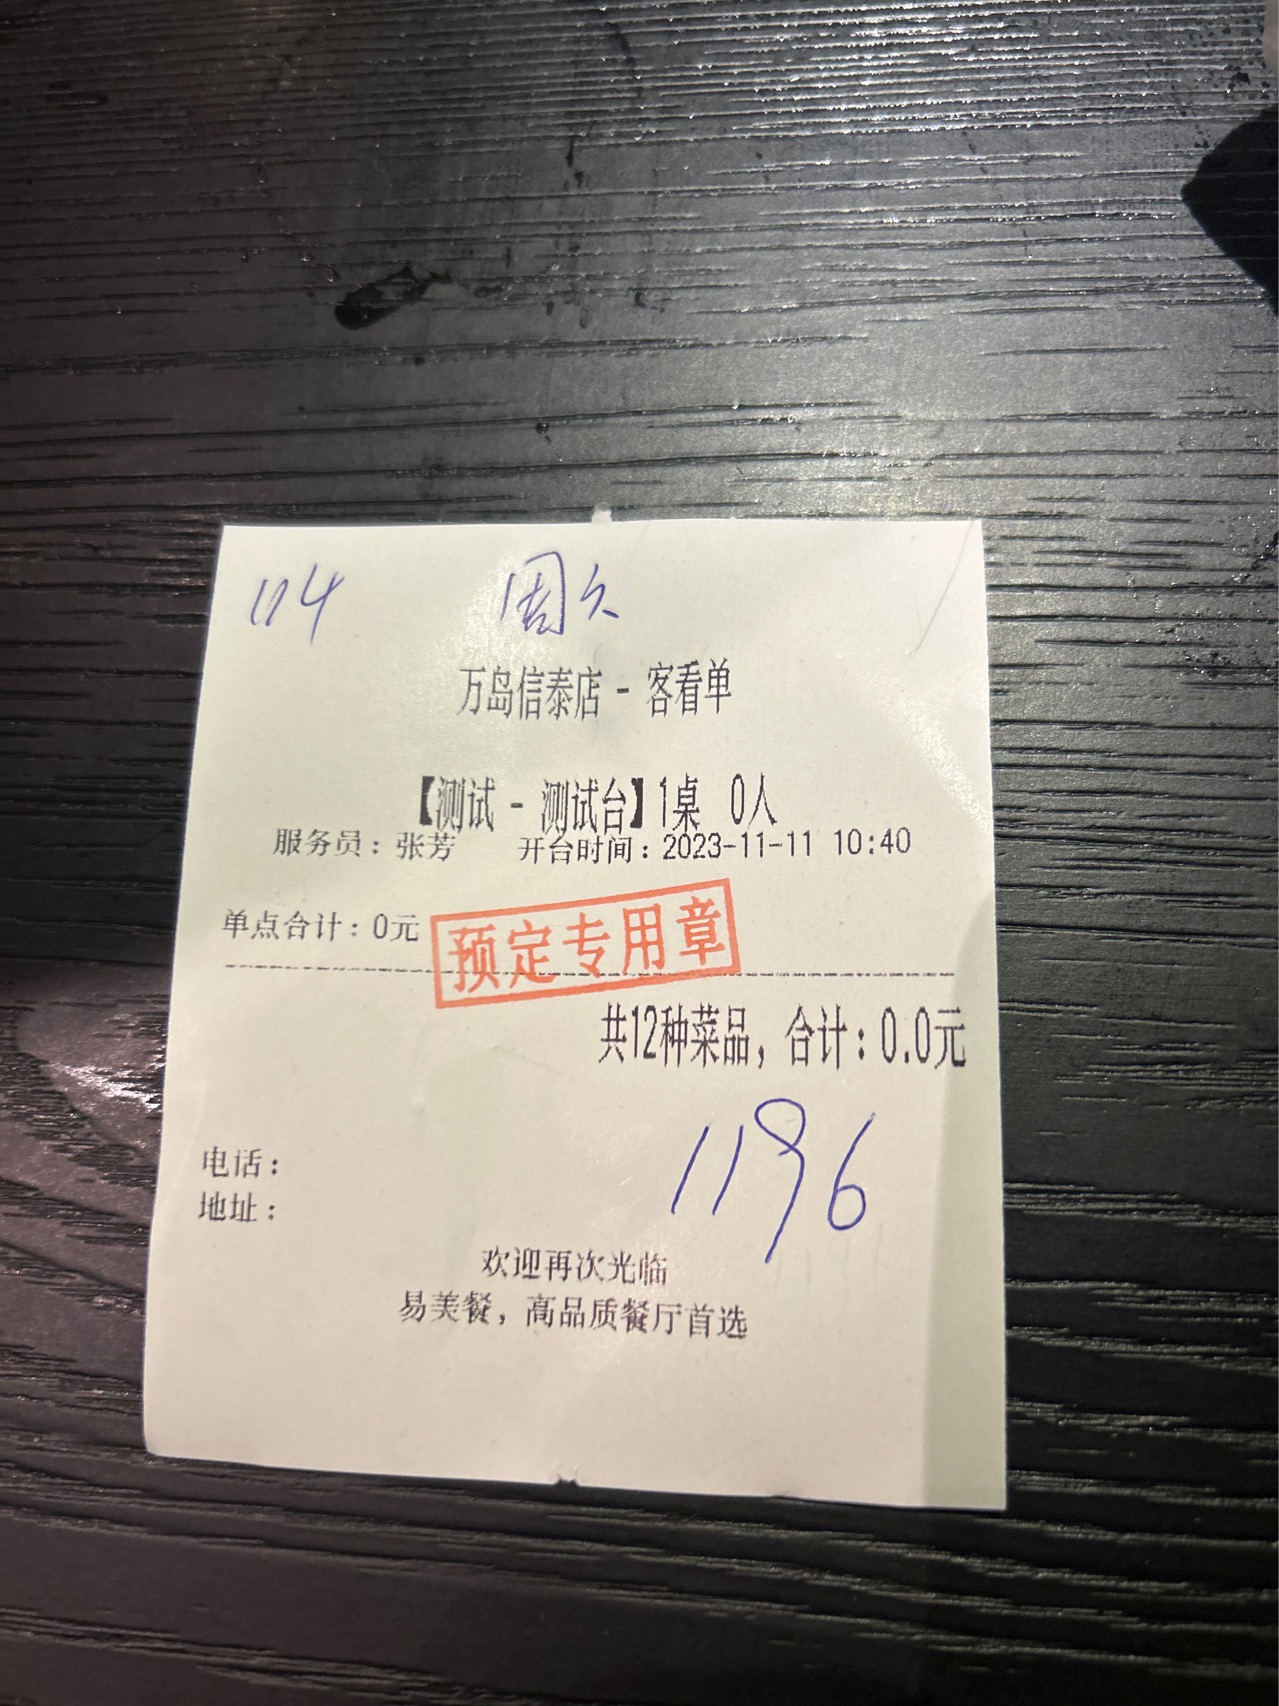 114 周久
万岛信泰店 - 客看单
【测试 - 测试台】1桌 0人
服务员：张芳 开台时间：2023-11-11 10:40
单点合计：0元
预定专用章
共12种菜品，合计：0.0元
1196
电话：
地址：
欢迎再次光临
易美餐，高品质餐厅首选